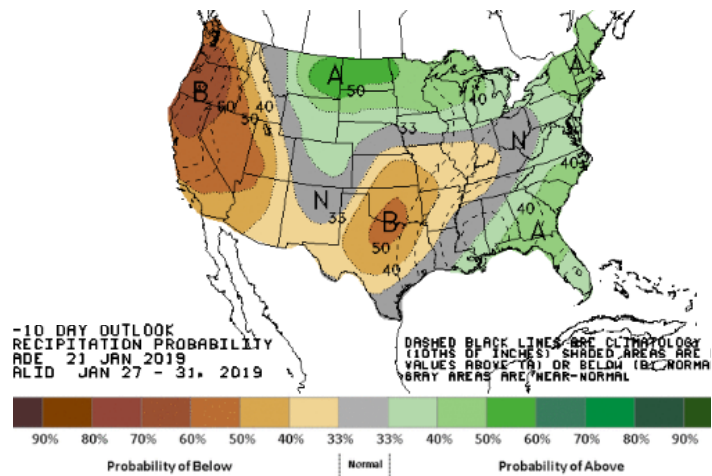 B
50
50
40
A
50
40
33
A
N
40
N
33
B
50
40
40
A
-10 DAY OUTLOOK
RECIPITATION PROBABILITY
ADE 21 JAN 2019
ALID JAN 27 - 31, 2019
DASHED BLACK LINES ARE CLIMATOLOGY
(10THS OF INCHES) SHADED AREAS ARE
VALUES ABOVE (A) OR BELOW (B) NORMA
GRAY AREAS ARE NEAR-NORMAL
90% 80% 70% 60% 50% 40% 33% 33% 40% 50% 60% 70% 80% 90%
Probability of Below Normal Probability of Above